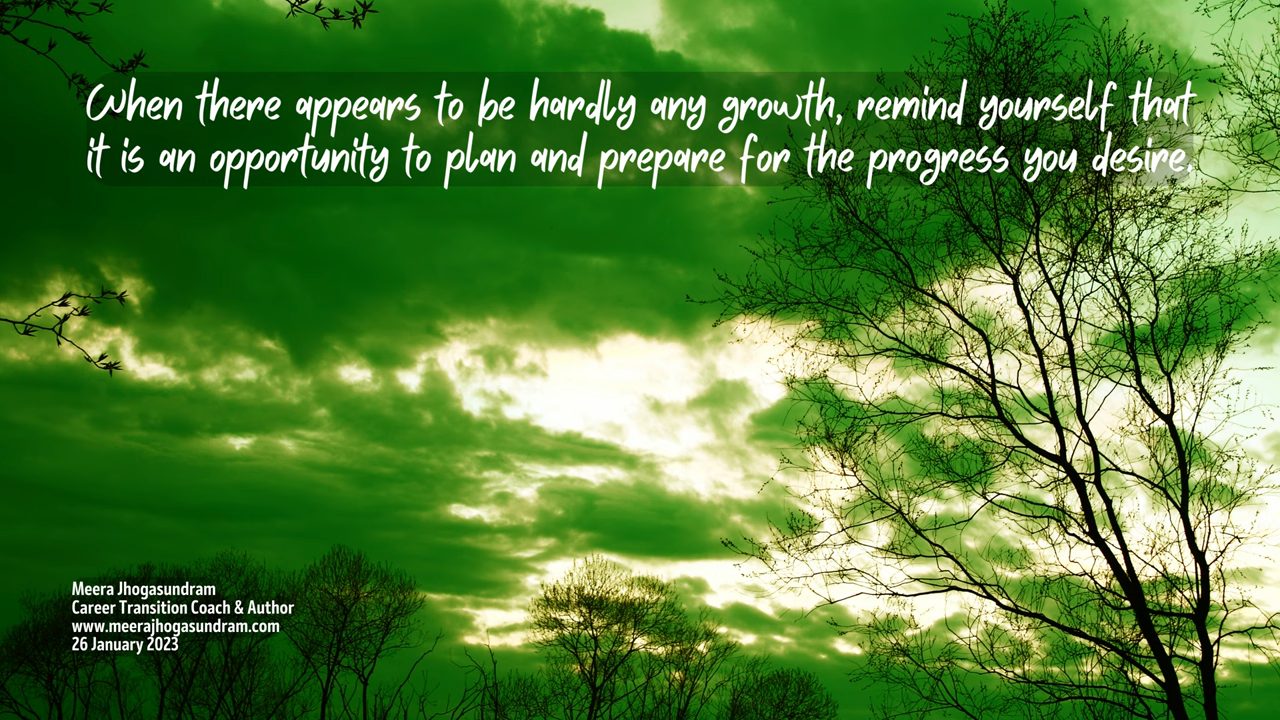 When there appears to be hardly any growth, remind yourself that
it is an opportunity to plan and prepare for the progress you desire.
Meera Jhogasundram
Career Transition Coach & Author
www.meerajhogasundram.com
26 January 2023